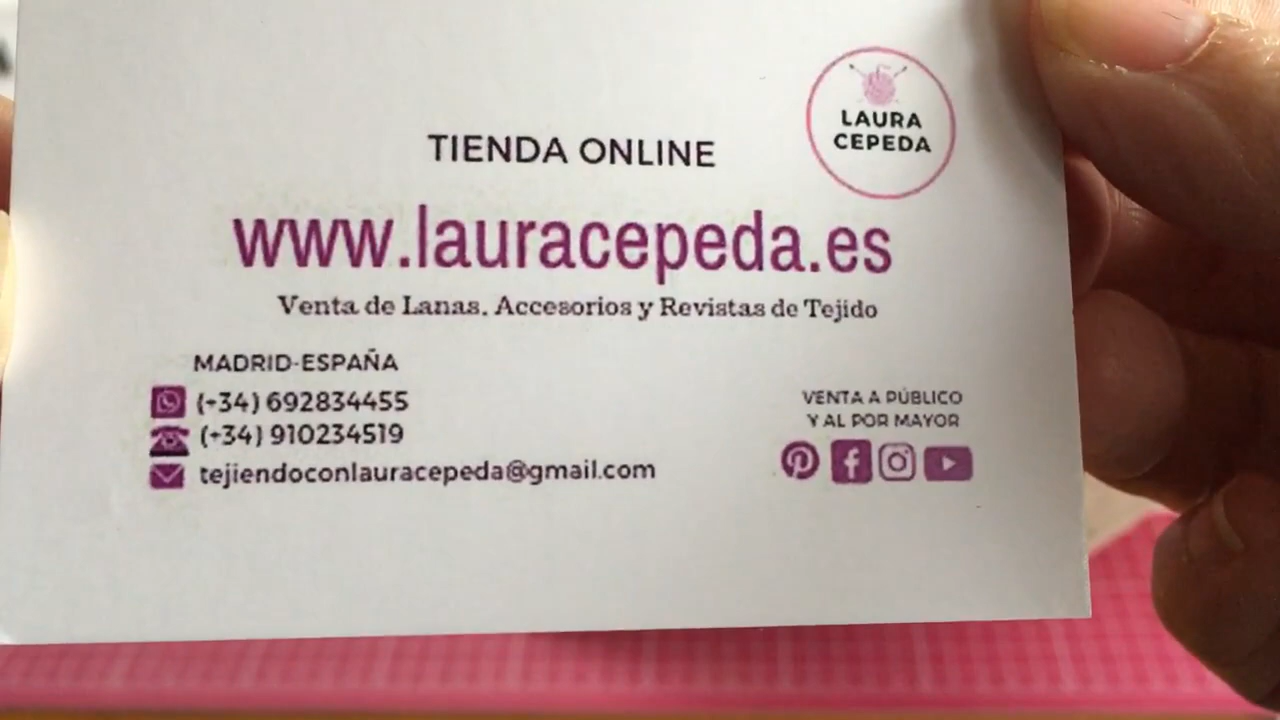 LAURA
CEPEDA
TIENDA ONLINE
www.lauracepeda.es
Venta de Lanas, Accesorios y Revistas de Tejido
MADRID-ESPAÑA
(+34) 692834455
(+34) 910234519
tejiendoconlauracepeda@gmail.com
VENTA A PÚBLICO
Y AL POR MAYOR